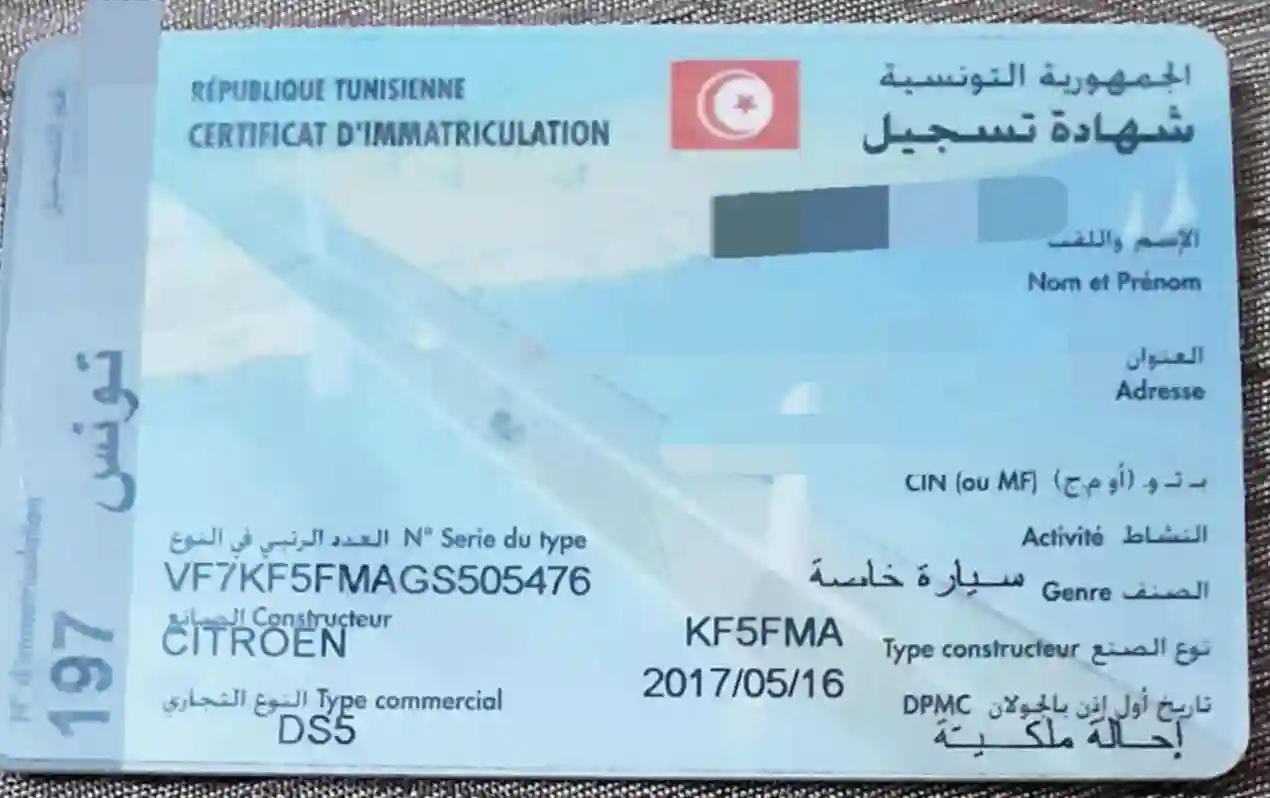 RÉPUBLIQUE TUNISIENNE
الجمهورية التونسية
CERTIFICAT D'IMMATRICULATION
شهادة تسجيل
الإسم واللقب
Nom et Prénom
العنوان
Adresse
CIN (ou MF) ب ت و (أو م ج)
Activité النشاط
سيارة خاصة Genre الصنف
KF5FMA Type constructeur نوع الصنع
2017/05/16 DPMC تاريخ أول إذن بالجولان
إحالة ملكية
العدد الرتبي في النوع N° Serie du type
VF7KF5FMAGS505476
الصانع Constructeur
CITROEN
النوع التجاري Type commercial
DS5
N° d'immatriculation
197 تونس